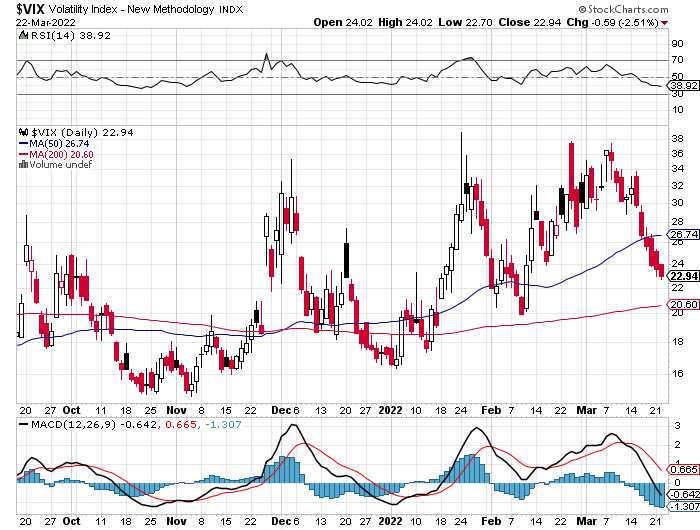 $VIX Volatility Index - New Methodology INDX © StockCharts.com
22-Mar-2022 Open 24.02 High 24.02 Low 22.70 Close 22.94 Chg -0.59 (-2.51%)
RSI(14) 38.92
90
70
50
38.92
30
10
$VIX (Daily) 22.94
MA(50) 26.74
MA(200) 20.60
Volume undef
38
36
34
32
30
28
26.74
26
24
22.94
22
20.60
20
18
16
20 27 Oct 11 18 25 Nov 8 15 22 Dec 6 13 20 27 2022 10 18 24 Feb 7 14 22 Mar 7 14 21
MACD(12,26,9) -0.642, 0.665, -1.307
3
2
1
0.665
0
-0.642
-1.307
20 27 Oct 11 18 25 Nov 8 15 22 Dec 6 13 20 27 2022 10 18 24 Feb 7 14 22 Mar 7 14 21